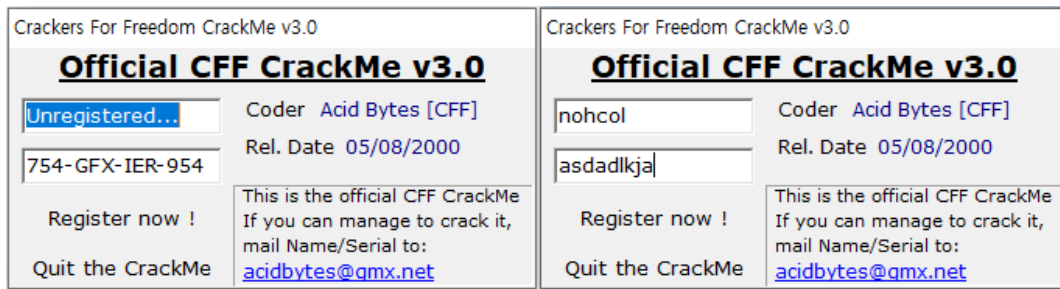 Crackers For Freedom CrackMe v3.0
Official CFF CrackMe v3.0
Unregistered...
Coder Acid Bytes [CFF]
754-GFX-IER-954
Rel. Date 05/08/2000
Register now !
Quit the CrackMe
This is the official CFF CrackMe
If you can manage to crack it,
mail Name/Serial to:
acidbytes@gmx.net
Crackers For Freedom CrackMe v3.0
Official CFF CrackMe v3.0
nohcol
Coder Acid Bytes [CFF]
asdadlkja
Rel. Date 05/08/2000
Register now !
Quit the CrackMe
This is the official CFF CrackMe
If you can manage to crack it,
mail Name/Serial to:
acidbytes@gmx.net